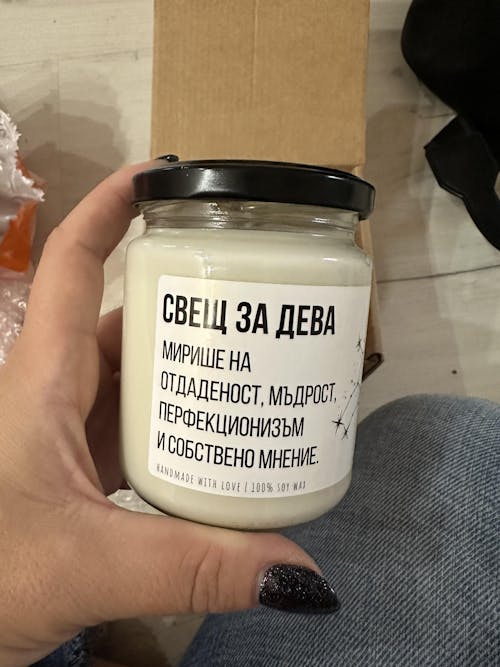 СВЕЩ ЗА ДЕВА
МИРИШЕ НА
ОТДАДЕНОСТ, МЪДРОСТ,
ПЕРФЕКЦИОНИЗЪМ
И СОБСТВЕНО МНЕНИЕ.
HANDMADE WITH LOVE | 100% SOY WAX